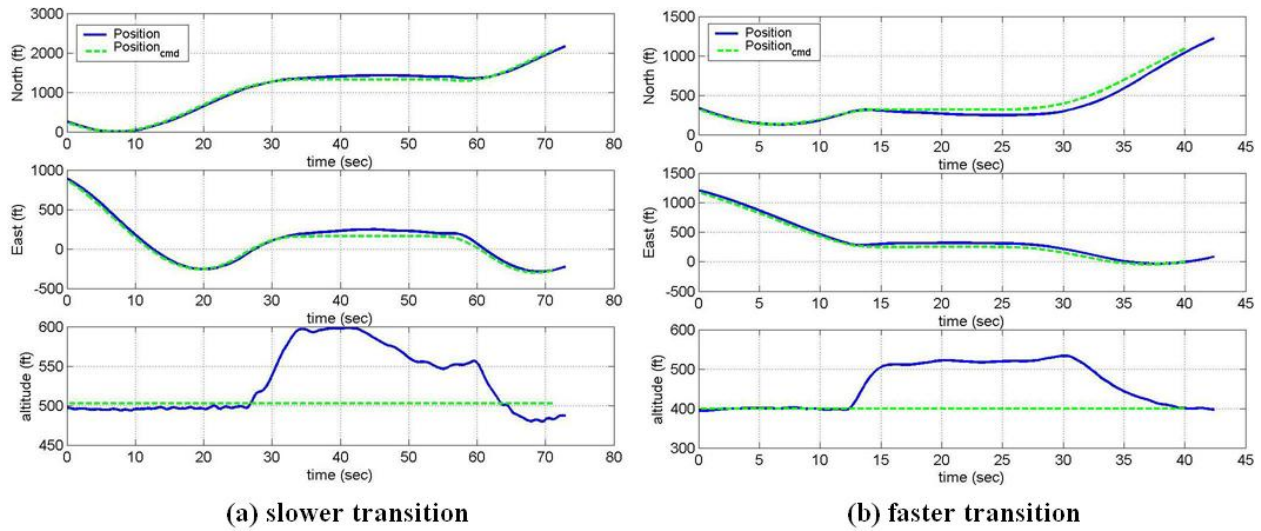 3000
2000
1000
0
North (ft)
Position
Position cmd
0 10 20 30 40 50 60 70 80
time (sec)
1000
500
0
-500
East (ft)
0 10 20 30 40 50 60 70 80
time (sec)
600
550
500
450
altitude (ft)
0 10 20 30 40 50 60 70 80
time (sec)
(a) slower transition
1500
1000
500
0
North (ft)
Position
Position cmd
0 5 10 15 20 25 30 35 40 45
time (sec)
1500
1000
500
0
-500
East (ft)
0 5 10 15 20 25 30 35 40 45
time (sec)
600
500
400
300
altitude (ft)
0 5 10 15 20 25 30 35 40 45
time (sec)
(b) faster transition